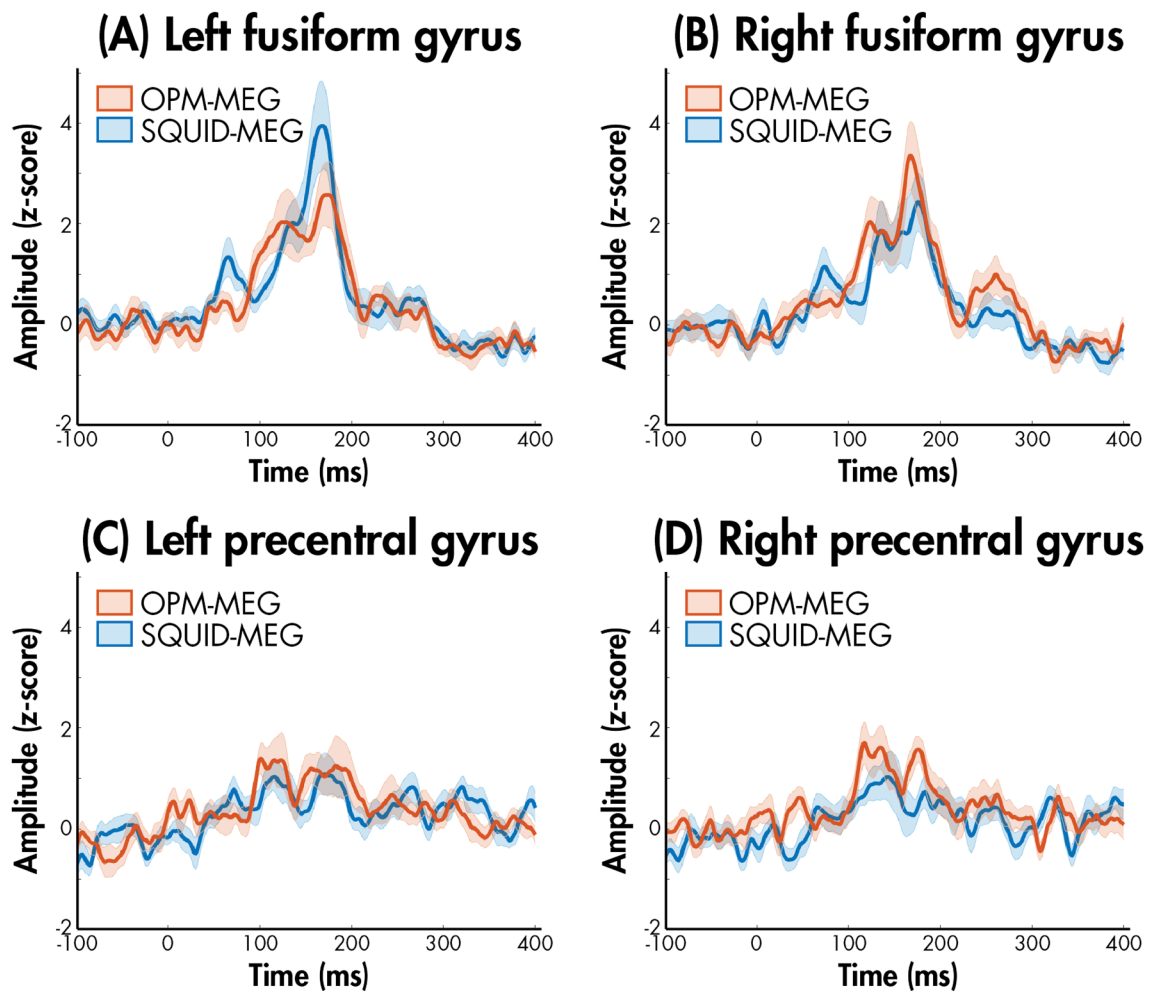 (A) Left fusiform gyrus
OPM-MEG
SQUID-MEG
Amplitude (z-score)
4
2
0
-2
-100 0 100 200 300 400
Time (ms)
(B) Right fusiform gyrus
OPM-MEG
SQUID-MEG
Amplitude (z-score)
4
2
0
-2
-100 0 100 200 300 400
Time (ms)
(C) Left precentral gyrus
OPM-MEG
SQUID-MEG
Amplitude (z-score)
4
2
0
-2
-100 0 100 200 300 400
Time (ms)
(D) Right precentral gyrus
OPM-MEG
SQUID-MEG
Amplitude (z-score)
4
2
0
-2
-100 0 100 200 300 400
Time (ms)